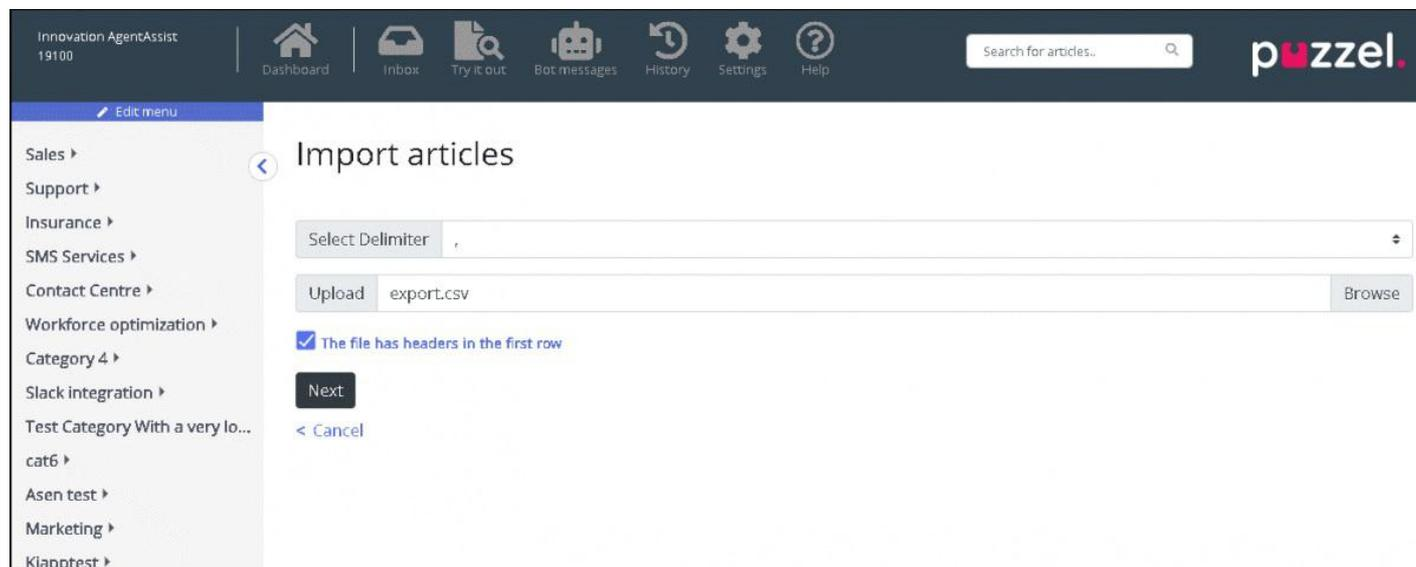 Innovation AgentAssist
19100
Dashboard
Inbox
Try it out
Bot messages
History
Settings
Help
Search for articles..
puzzel.
Edit menu
Sales
Support
Insurance
SMS Services
Contact Centre
Workforce optimization
Category 4
Slack integration
Test Category With a very lo...
cat6
Asen test
Marketing
Kiapptest
Import articles
Select Delimiter ,
Upload export.csv Browse
The file has headers in the first row
Next
< Cancel